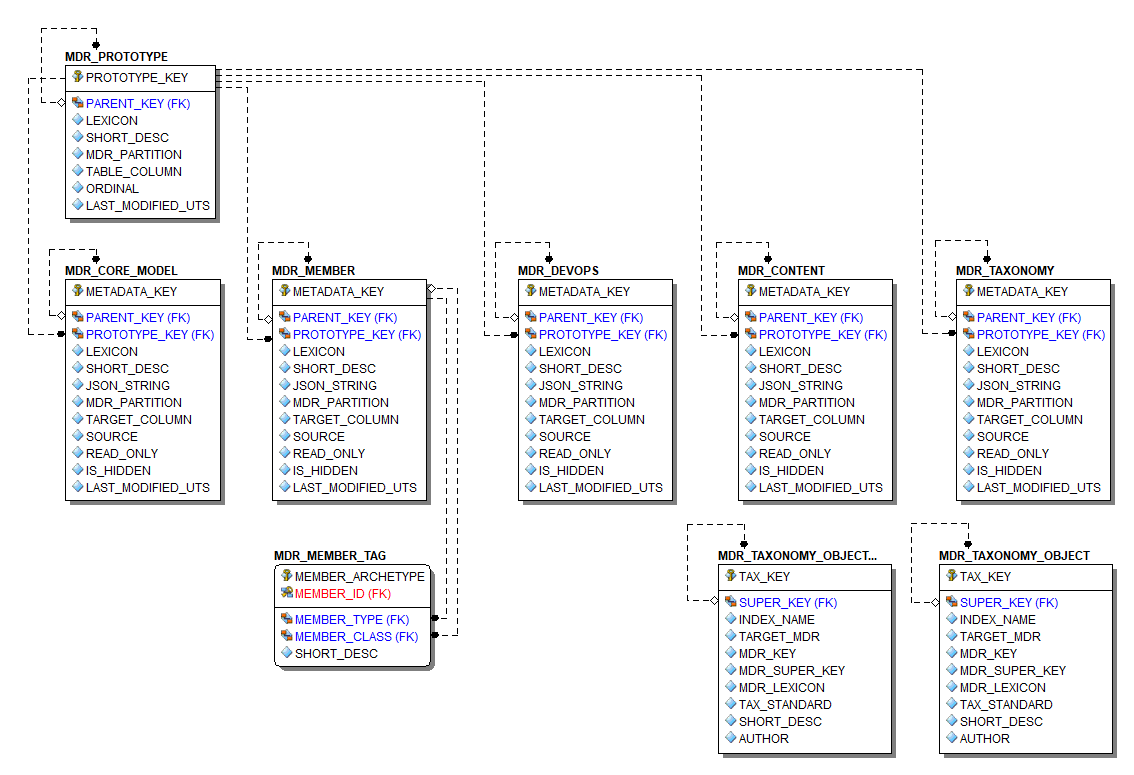 MDR_PROTOTYPE
PROTOTYPE_KEY
PARENT_KEY (FK)
LEXICON
SHORT_DESC
MDR_PARTITION
TABLE_COLUMN
ORDINAL
LAST_MODIFIED_UTS
MDR_CORE_MODEL
METADATA_KEY
PARENT_KEY (FK)
PROTOTYPE_KEY (FK)
LEXICON
SHORT_DESC
JSON_STRING
MDR_PARTITION
TARGET_COLUMN
SOURCE
READ_ONLY
IS_HIDDEN
LAST_MODIFIED_UTS
MDR_MEMBER
METADATA_KEY
PARENT_KEY (FK)
PROTOTYPE_KEY (FK)
LEXICON
SHORT_DESC
JSON_STRING
MDR_PARTITION
TARGET_COLUMN
SOURCE
READ_ONLY
IS_HIDDEN
LAST_MODIFIED_UTS
MDR_DEVOPS
METADATA_KEY
PARENT_KEY (FK)
PROTOTYPE_KEY (FK)
LEXICON
SHORT_DESC
JSON_STRING
MDR_PARTITION
TARGET_COLUMN
SOURCE
READ_ONLY
IS_HIDDEN
LAST_MODIFIED_UTS
MDR_CONTENT
METADATA_KEY
PARENT_KEY (FK)
PROTOTYPE_KEY (FK)
LEXICON
SHORT_DESC
JSON_STRING
MDR_PARTITION
TARGET_COLUMN
SOURCE
READ_ONLY
IS_HIDDEN
LAST_MODIFIED_UTS
MDR_TAXONOMY
METADATA_KEY
PARENT_KEY (FK)
PROTOTYPE_KEY (FK)
LEXICON
SHORT_DESC
JSON_STRING
MDR_PARTITION
TARGET_COLUMN
SOURCE
READ_ONLY
IS_HIDDEN
LAST_MODIFIED_UTS
MDR_MEMBER_TAG
MEMBER_ARCHETYPE
MEMBER_ID (FK)
MEMBER_TYPE (FK)
MEMBER_CLASS (FK)
SHORT_DESC
MDR_TAXONOMY_OBJECT...
TAX_KEY
SUPER_KEY (FK)
INDEX_NAME
TARGET_MDR
MDR_KEY
MDR_SUPER_KEY
MDR_LEXICON
TAX_STANDARD
SHORT_DESC
AUTHOR
MDR_TAXONOMY_OBJECT
TAX_KEY
SUPER_KEY (FK)
INDEX_NAME
TARGET_MDR
MDR_KEY
MDR_SUPER_KEY
MDR_LEXICON
TAX_STANDARD
SHORT_DESC
AUTHOR